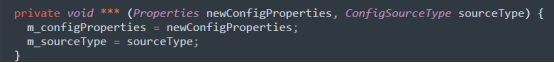 private void *** (Properties newConfigProperties, ConfigSourceType sourceType) {
m_configProperties = newConfigProperties;
m_sourceType = sourceType;
}